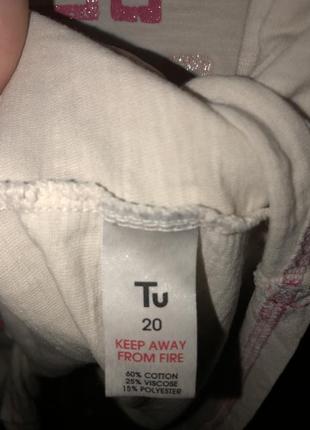 Tu
20
KEEP AWAY
FROM FIRE
60% COTTON
25% VISCOSE
15% POLYESTER